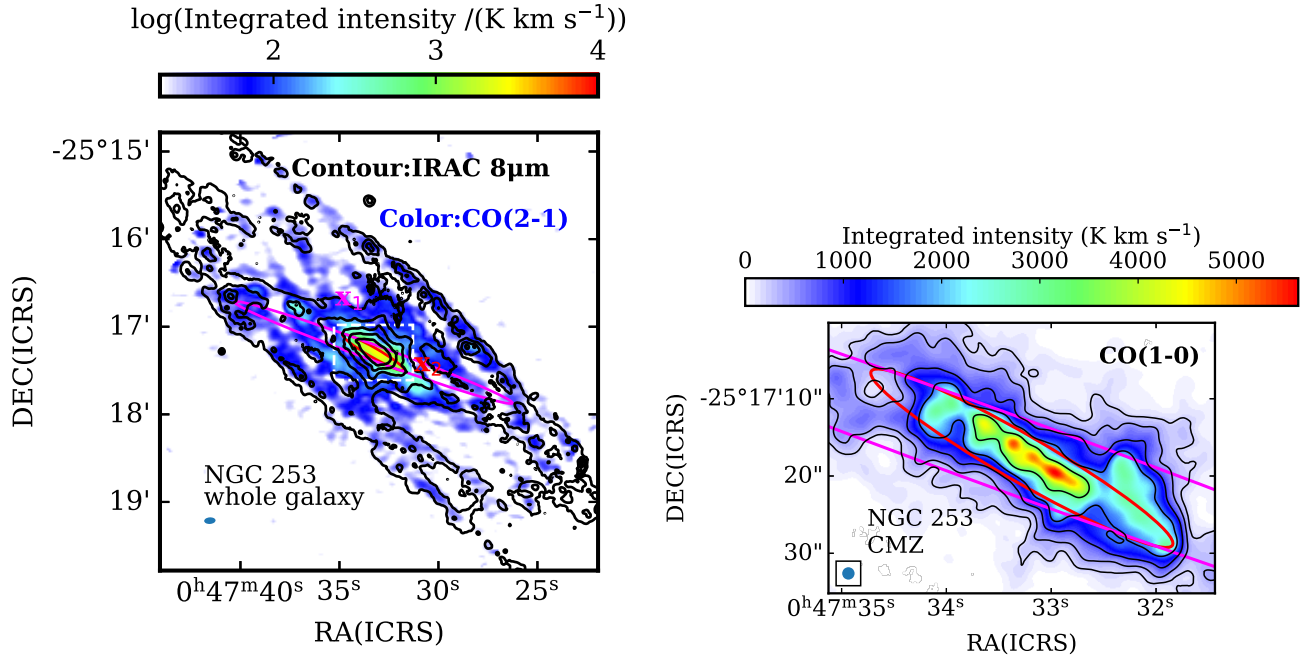 log(Integrated intensity /(K km s⁻¹))
2 3 4
-25°15'
16'
17'
18'
19'
DEC(ICRS)
Contour:IRAC 8μm
Color:CO(2-1)
x₁
x₂
NGC 253
whole galaxy
0ʰ47ᵐ40ˢ 35ˢ 30ˢ 25ˢ
RA(ICRS)
Integrated intensity (K km s⁻¹)
0 1000 2000 3000 4000 5000
CO(1-0)
-25°17'10"
20"
30"
DEC(ICRS)
NGC 253
CMZ
0ʰ47ᵐ35ˢ 34ˢ 33ˢ 32ˢ
RA(ICRS)